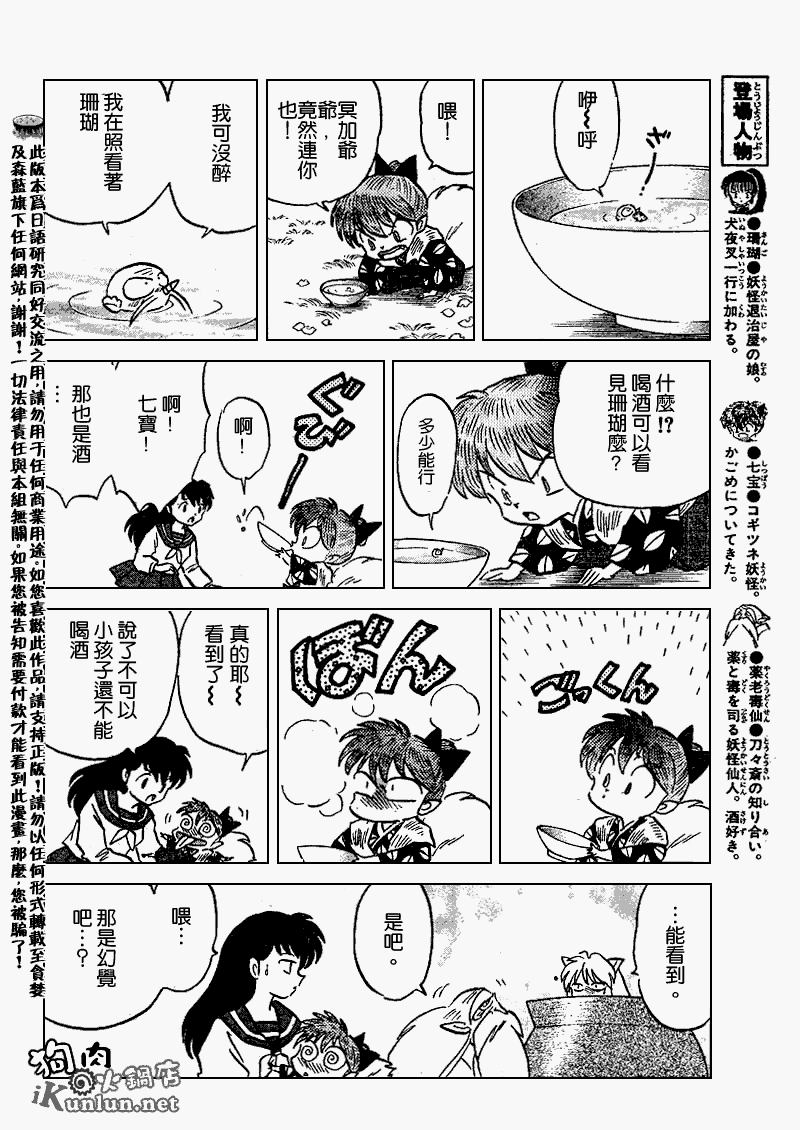 登場人物
とうじょうじんぶつ
●珊瑚●妖怪退治屋の娘。
犬夜叉一行に加わる。
●七宝●コギツネ妖怪。
かごめについてきた。
●薬老毒仙●刀々斎の知り合い。
薬と毒を司る妖怪仙人。酒好き。
咿~呼
喂!
冥加爺
爺,
竟然連你
也!
我可沒醉
我在照看著
珊瑚
什麼!?
喝酒可以看
見珊瑚麼?
多少能行
ぐびー
啊!
啊!
七寶!
那也是酒
…
ごっくん
ぼん
真的耶~
看到了~
說了不可以
小孩子還不能
喝酒
…能看到。
是吧。
喂…
那是幻覺
吧…?
此版本爲日語研究同好交流之用,請勿用于任何商業用途。如您喜歡此作品,請支持正版!請勿以任何形式轉載至貪婪
及森藍旗下任何網站,謝謝!一切法律責任與本組無關。如果您被告知需要付款才能看到此漫畫,那麼,您被騙了!
狗肉
火鍋店
iKunlun.net